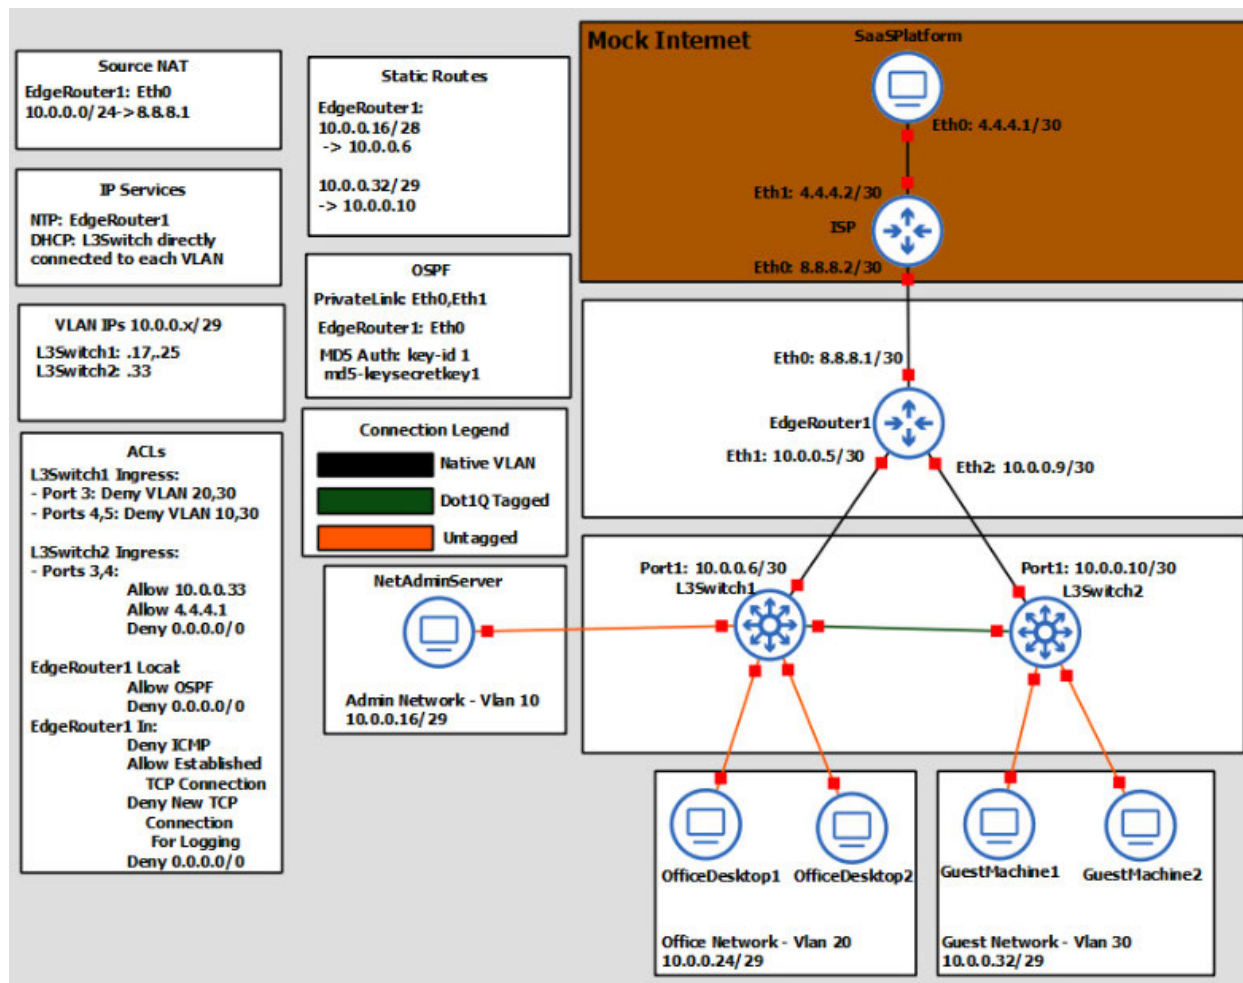 Source NAT
EdgeRouter1: Eth0
10.0.0.0/24->8.8.8.1
IP Services
NTP: EdgeRouter1
DHCP: L3Switch directly
connected to each VLAN
VLAN IPs 10.0.0.x/29
L3Switch1: .17,.25
L3Switch2: .33
ACLs
L3Switch1 Ingress:
- Port 3: Deny VLAN 20,30
- Ports 4,5: Deny VLAN 10,30
L3Switch2 Ingress:
- Ports 3,4:
Allow 10.0.0.33
Allow 4.4.4.1
Deny 0.0.0.0/0
EdgeRouter1 Local:
Allow OSPF
Deny 0.0.0.0/0
EdgeRouter1 In:
Deny ICMP
Allow Established
TCP Connection
Deny New TCP
Connection
For Logging
Deny 0.0.0.0/0
Static Routes
EdgeRouter1:
10.0.0.16/28
-> 10.0.0.6
10.0.0.32/29
-> 10.0.0.10
OSPF
PrivateLink: Eth0,Eth1
EdgeRouter1: Eth0
MD5 Auth: key-id 1
md5-keysecretkey1
Connection Legend
Native VLAN
Dot1Q Tagged
Untagged
NetAdminServer
Admin Network - Vlan 10
10.0.0.16/29
Mock Internet
SaaSPlatform
Eth0: 4.4.4.1/30
Eth1: 4.4.4.2/30
ISP
Eth0: 8.8.8.2/30
Eth0: 8.8.8.1/30
EdgeRouter1
Eth1: 10.0.0.5/30
Eth2: 10.0.0.9/30
Port1: 10.0.0.6/30
L3Switch1
Port1: 10.0.0.10/30
L3Switch2
OfficeDesktop1
OfficeDesktop2
Office Network - Vlan 20
10.0.0.24/29
GuestMachine1
GuestMachine2
Guest Network - Vlan 30
10.0.0.32/29